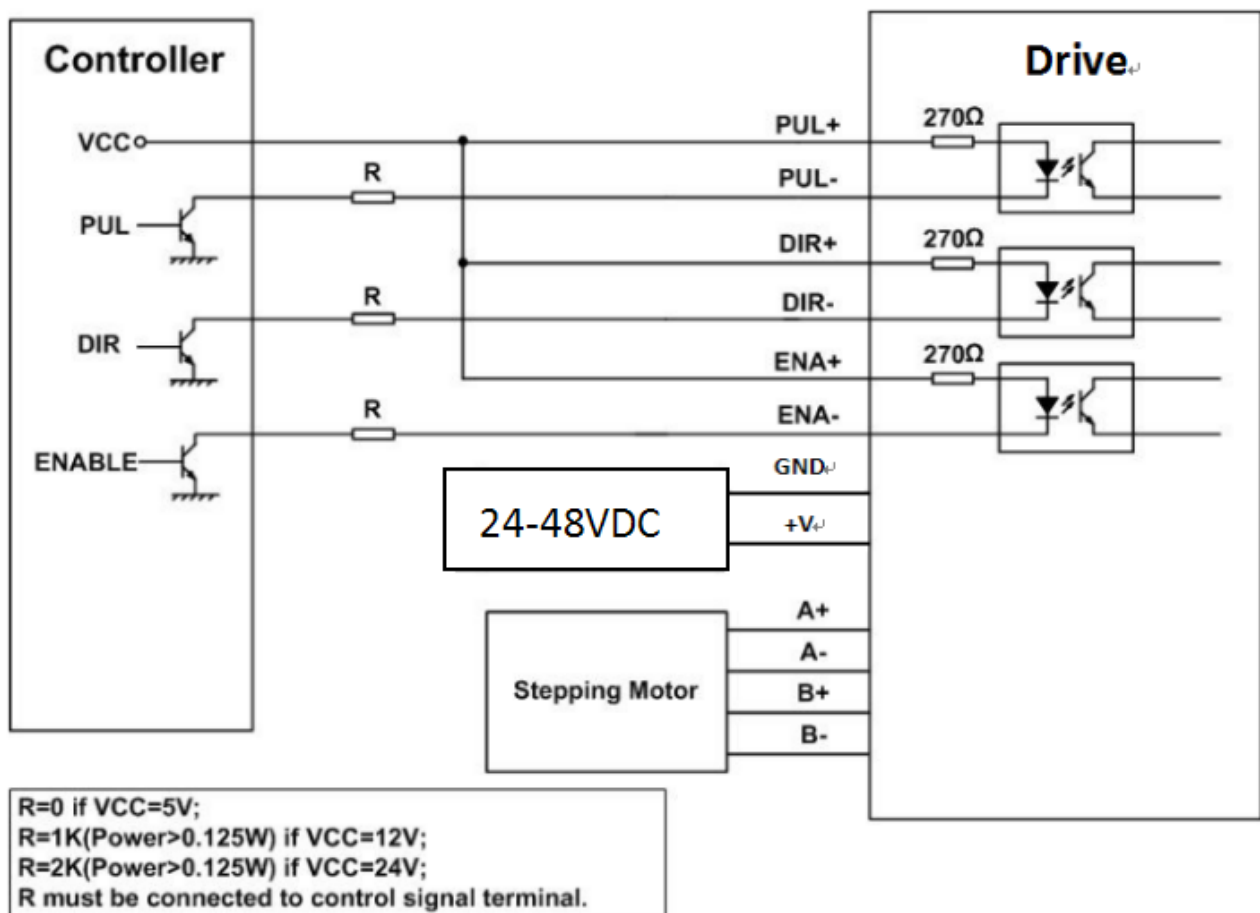 Controller
Drive
VCC
PUL+
270Ω
R
PUL-
PUL
DIR+
270Ω
R
DIR-
DIR
ENA+
270Ω
R
ENA-
ENABLE
GND
24-48VDC
+V
A+
A-
Stepping Motor
B+
B-
R=0 if VCC=5V;
R=1K(Power>0.125W) if VCC=12V;
R=2K(Power>0.125W) if VCC=24V;
R must be connected to control signal terminal.